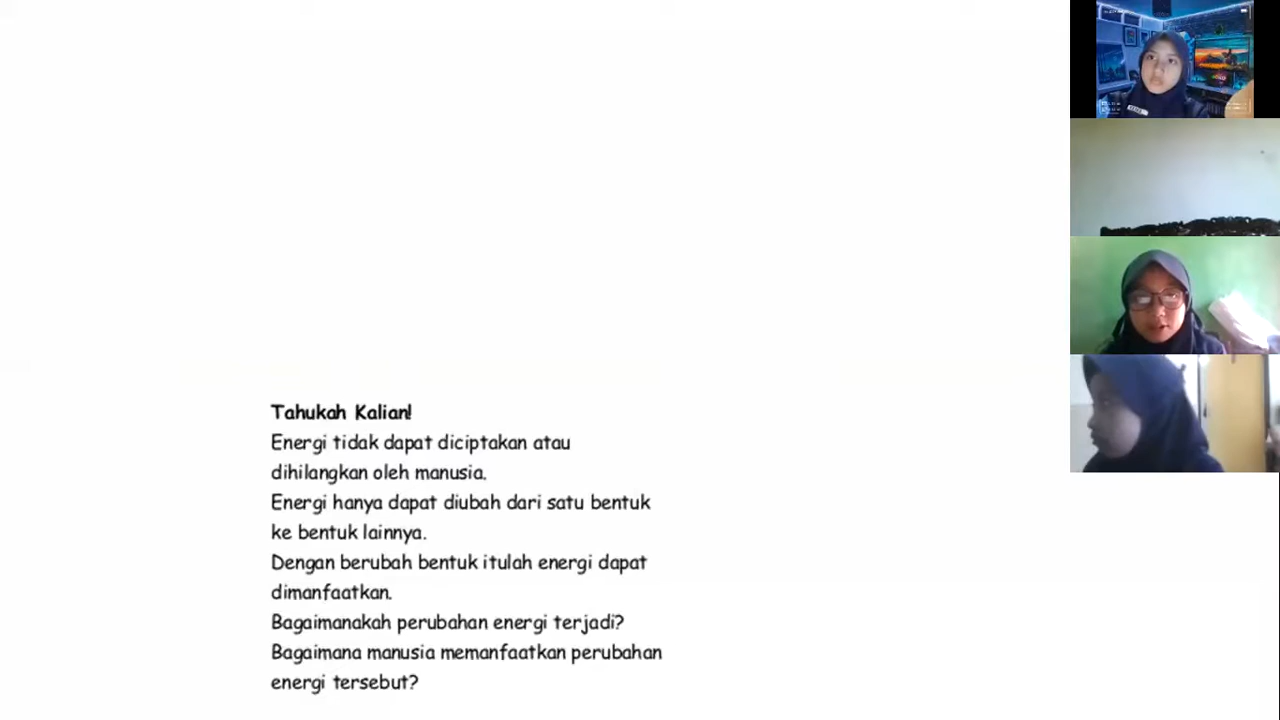 Tahukah Kalian!
Energi tidak dapat diciptakan atau
dihilangkan oleh manusia.
Energi hanya dapat diubah dari satu bentuk
ke bentuk lainnya.
Dengan berubah bentuk itulah energi dapat
dimanfaatkan.
Bagaimanakah perubahan energi terjadi?
Bagaimana manusia memanfaatkan perubahan
energi tersebut?